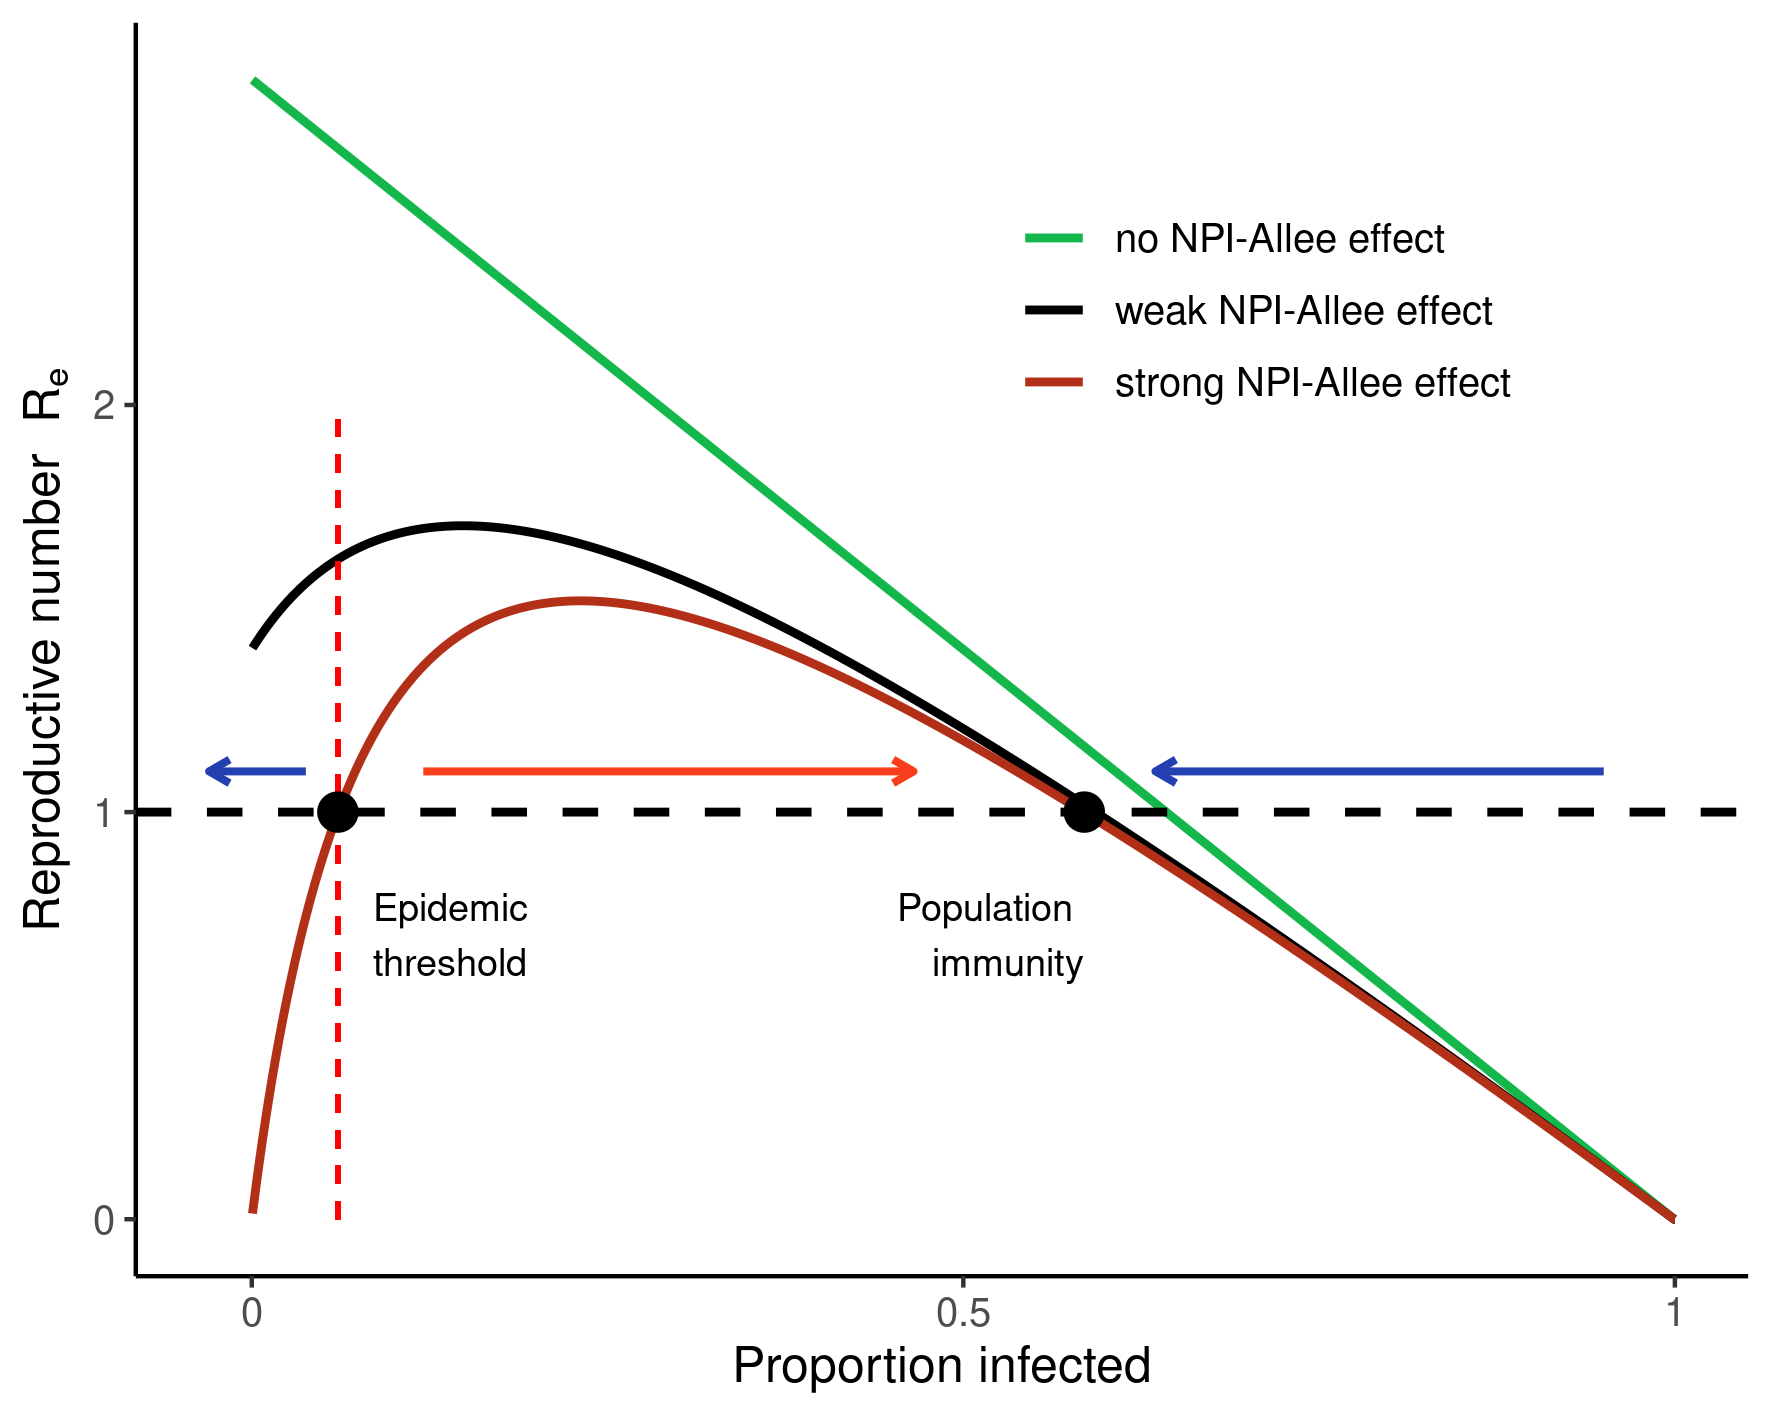 Reproductive number Re
2
1
0
no NPI-Allee effect
weak NPI-Allee effect
strong NPI-Allee effect
Epidemic
threshold
Population
immunity
0
0.5
1
Proportion infected